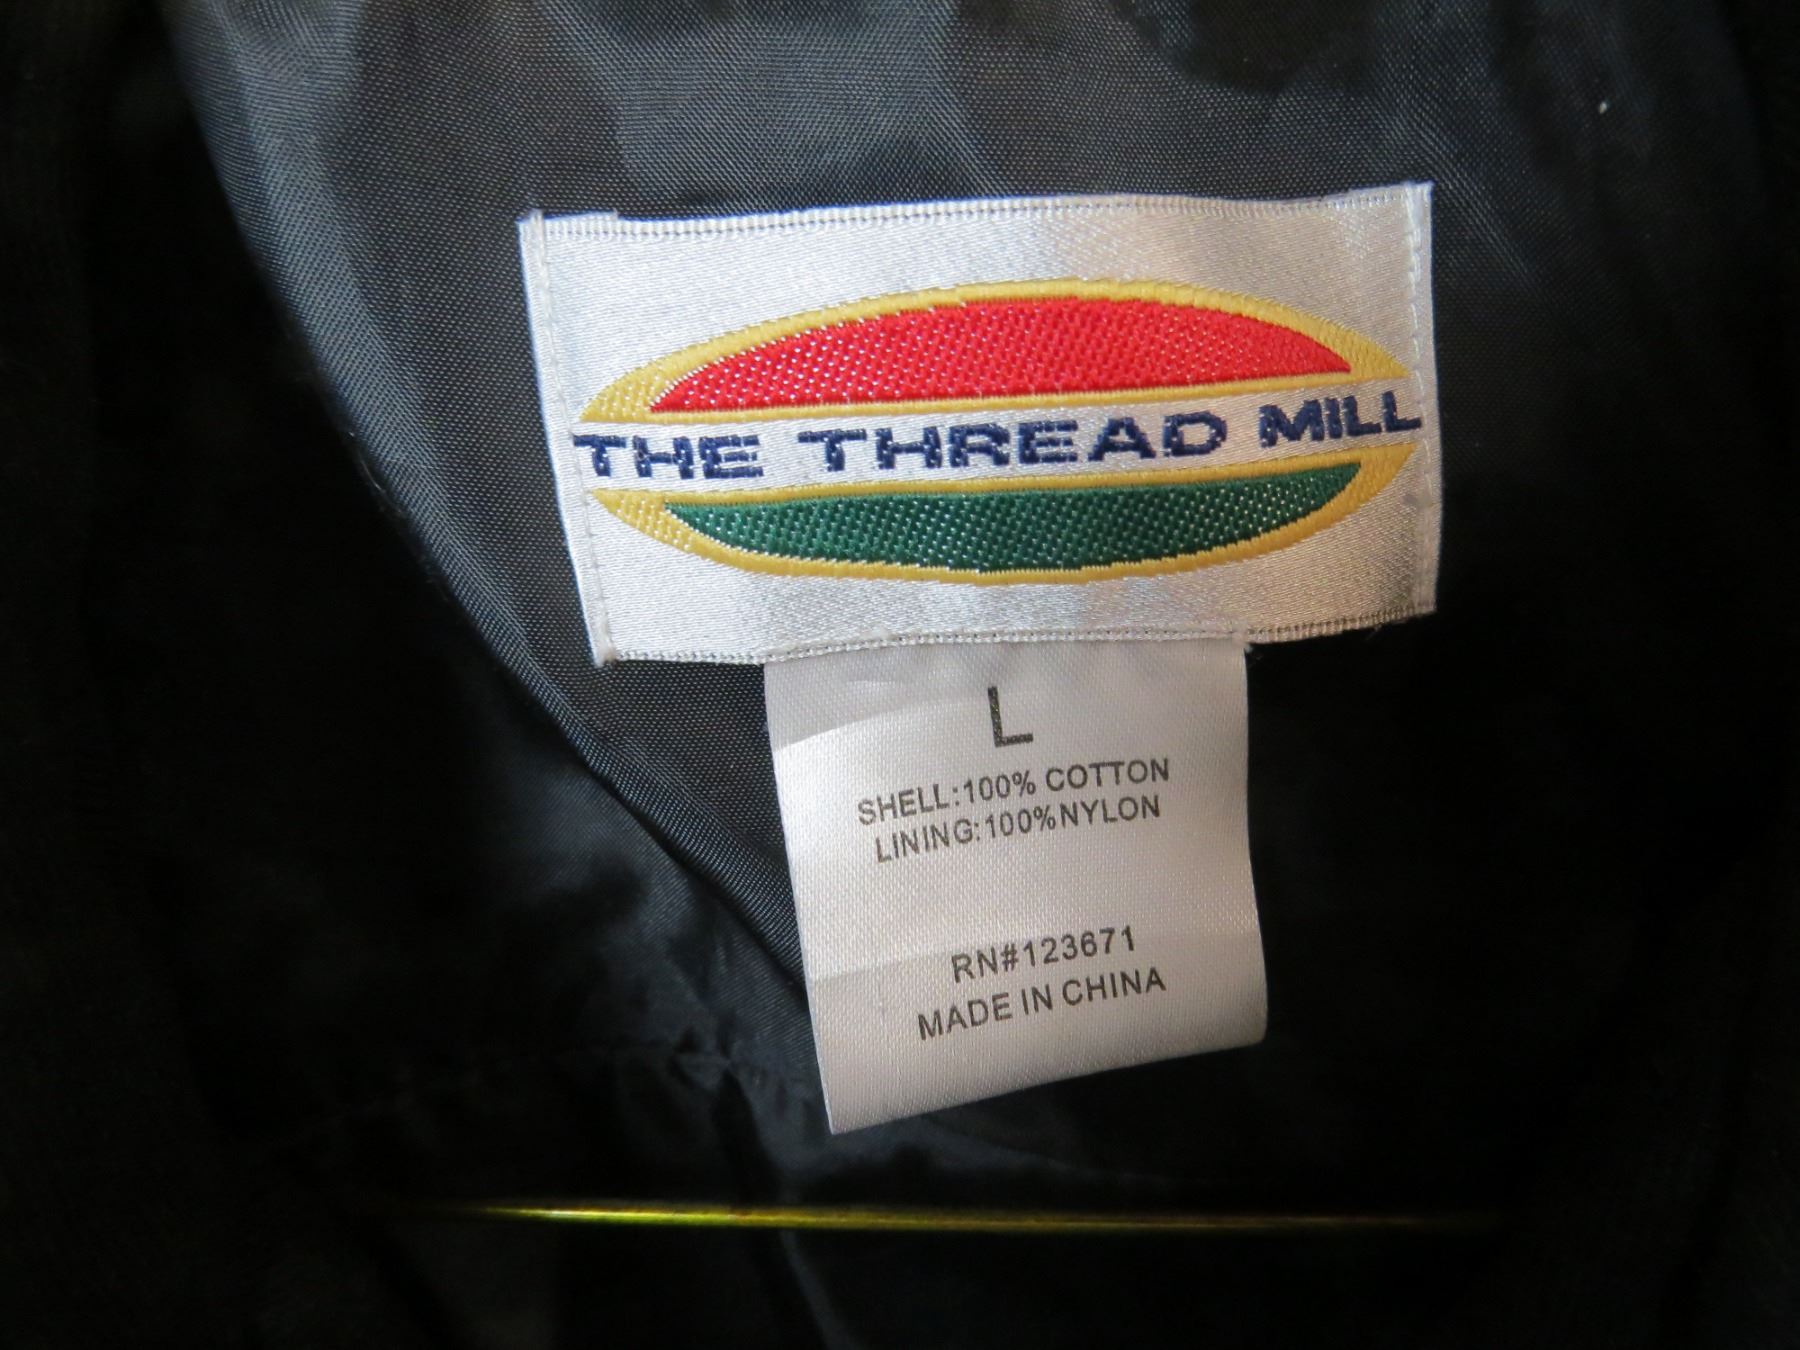 THE THREAD MILL
L
SHELL:100% COTTON
LINING:100%NYLON
RN#123671
MADE IN CHINA